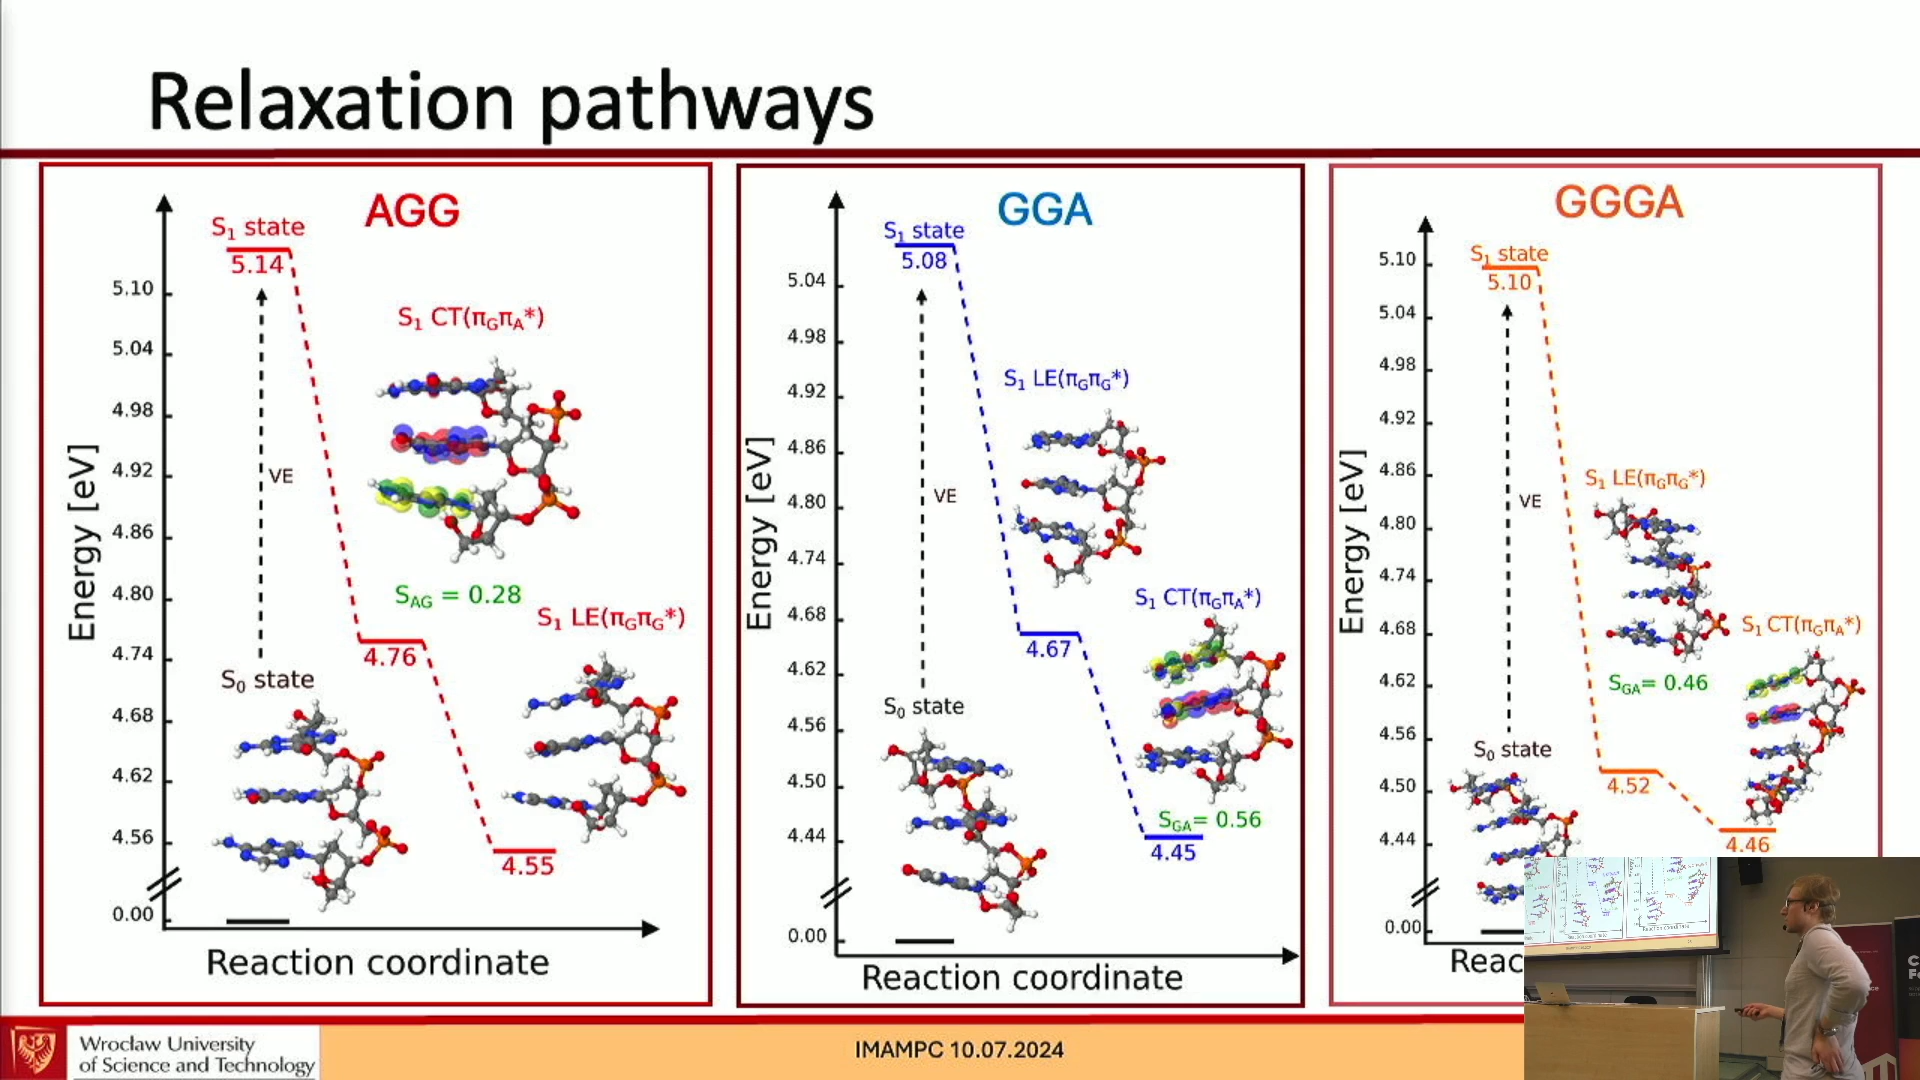 Relaxation pathways
AGG
S₁ state
5.14
5.10
5.04
4.98
4.92
4.86
4.80
4.74
4.68
4.62
4.56
0.00
Energy [eV]
VE
S₁ CT(π_Gπ_A*)
S_AG = 0.28
S₁ LE(π_Gπ_G*)
4.76
4.55
S₀ state
Reaction coordinate
GGA
S₁ state
5.08
5.04
4.98
4.92
4.86
4.80
4.74
4.68
4.62
4.56
4.50
4.44
0.00
Energy [eV]
VE
S₁ LE(π_Gπ_G*)
4.67
S₁ CT(π_Gπ_A*)
S_GA = 0.56
4.45
S₀ state
Reaction coordinate
GGGA
S₁ state
5.10
5.10
5.04
4.98
4.92
4.86
4.80
4.74
4.68
4.62
4.56
4.50
4.44
0.00
Energy [eV]
VE
S₁ LE(π_Gπ_G*)
S_GA = 0.46
S₁ CT(π_Gπ_A*)
4.52
4.46
S₀ state
Reac
Wrocław University
of Science and Technology
IMAMPC 10.07.2024